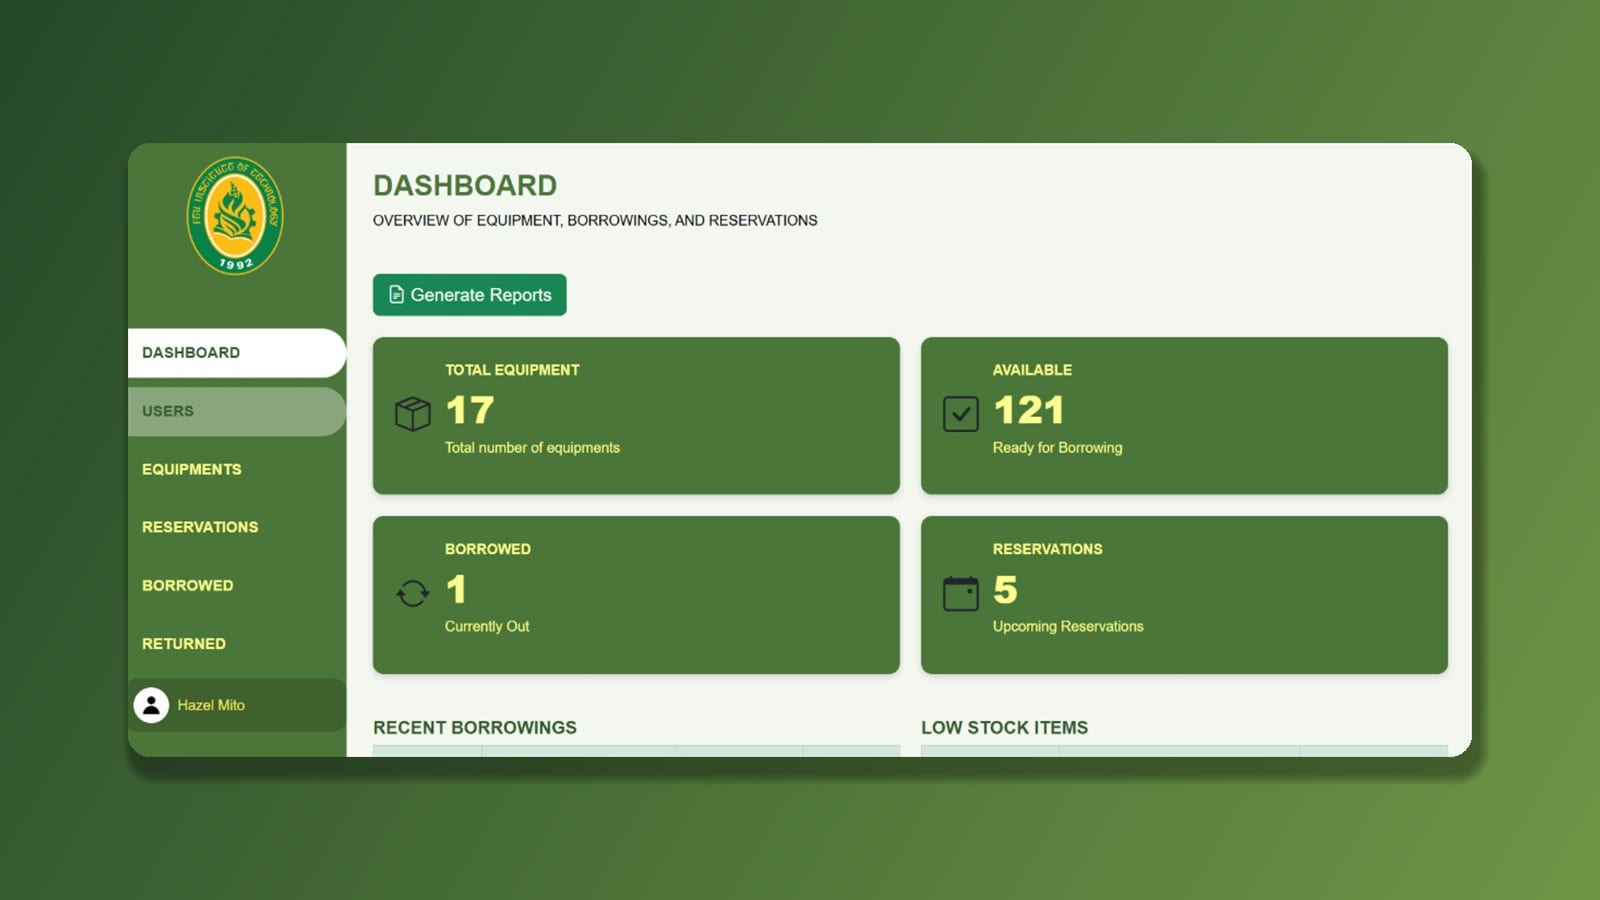 FEU INSTITUTE OF TECHNOLOGY
1992
DASHBOARD
USERS
EQUIPMENTS
RESERVATIONS
BORROWED
RETURNED
Hazel Mito
DASHBOARD
OVERVIEW OF EQUIPMENT, BORROWINGS, AND RESERVATIONS
Generate Reports
TOTAL EQUIPMENT
17
Total number of equipments
AVAILABLE
121
Ready for Borrowing
BORROWED
1
Currently Out
RESERVATIONS
5
Upcoming Reservations
RECENT BORROWINGS
LOW STOCK ITEMS